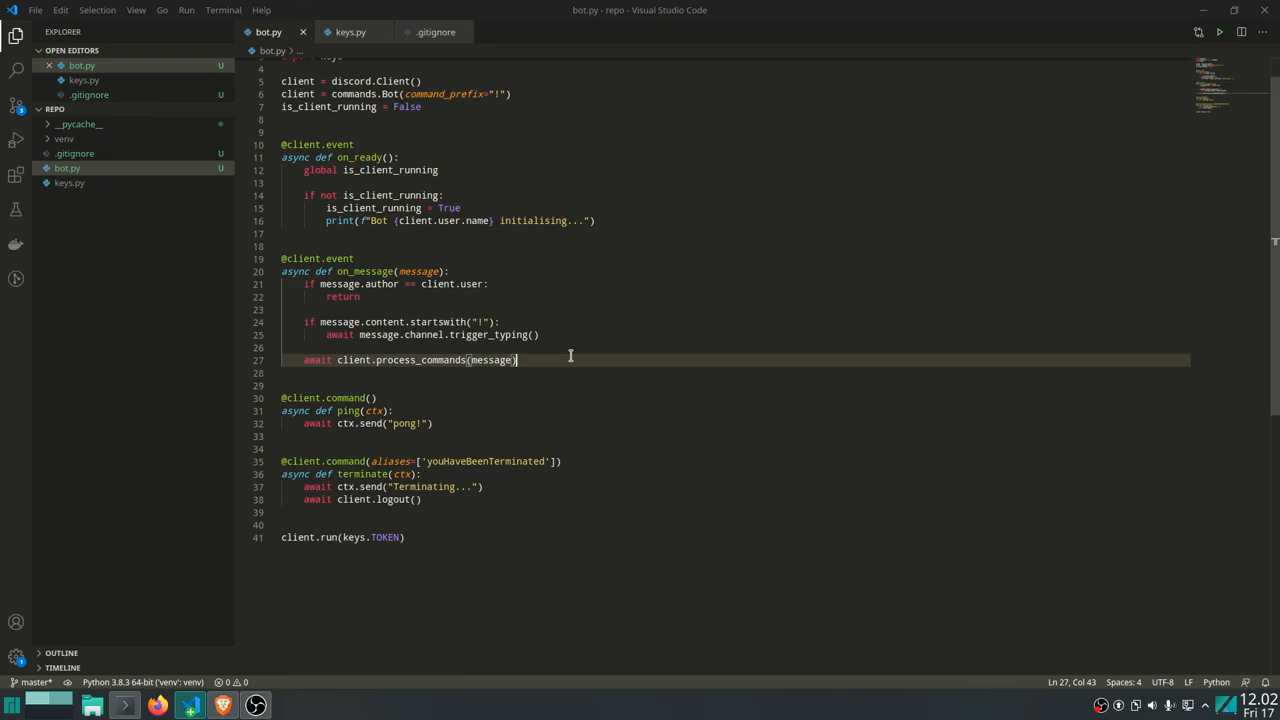 File Edit Selection View Go Run Terminal Help
bot.py - repo - Visual Studio Code
EXPLORER
OPEN EDITORS
bot.py U
keys.py
.gitignore U
REPO
__pycache__
venv
.gitignore U
bot.py U
keys.py
OUTLINE
TIMELINE
bot.py keys.py .gitignore
bot.py ...
4
5 client = discord.Client()
6 client = commands.Bot(command_prefix="!")
7 is_client_running = False
8
9
10 @client.event
11 async def on_ready():
12 global is_client_running
13
14 if not is_client_running:
15 is_client_running = True
16 print(f"Bot {client.user.name} initialising...")
17
18
19 @client.event
20 async def on_message(message):
21 if message.author == client.user:
22 return
23
24 if message.content.startswith("!"):
25 await message.channel.trigger_typing()
26
27 await client.process_commands(message)
28
29
30 @client.command()
31 async def ping(ctx):
32 await ctx.send("pong!")
33
34
35 @client.command(aliases=['youHaveBeenTerminated'])
36 async def terminate(ctx):
37 await ctx.send("Terminating...")
38 await client.logout()
39
40
41 client.run(keys.TOKEN)
3
1
master* Python 3.8.3 64-bit ('venv': venv) 0 0 Ln 27, Col 43 Spaces: 4 UTF-8 LF Python
12.02
Fri 17